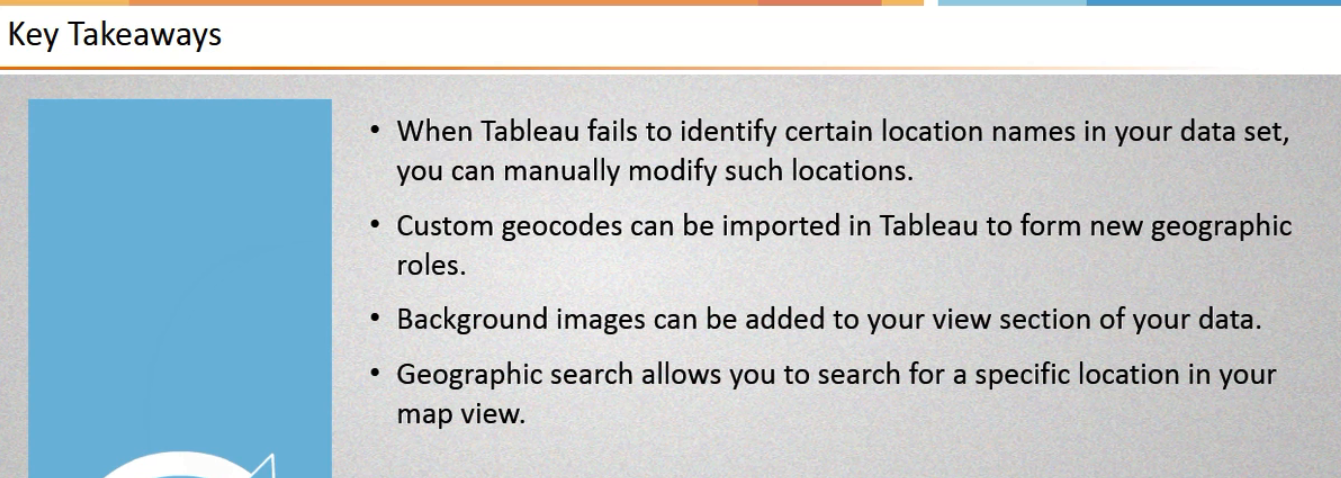 Key Takeaways
• When Tableau fails to identify certain location names in your data set,
you can manually modify such locations.
• Custom geocodes can be imported in Tableau to form new geographic
roles.
• Background images can be added to your view section of your data.
• Geographic search allows you to search for a specific location in your
map view.